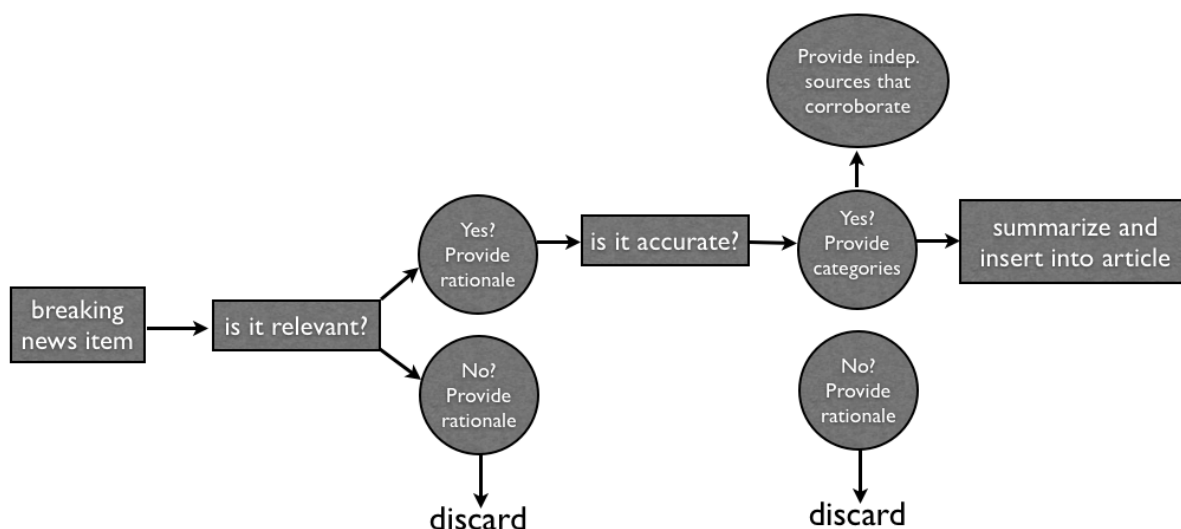 breaking
news item
is it relevant?
Yes?
Provide
rationale
No?
Provide
rationale
discard
is it accurate?
Yes?
Provide
categories
Provide indep.
sources that
corroborate
summarize and
insert into article
No?
Provide
rationale
discard